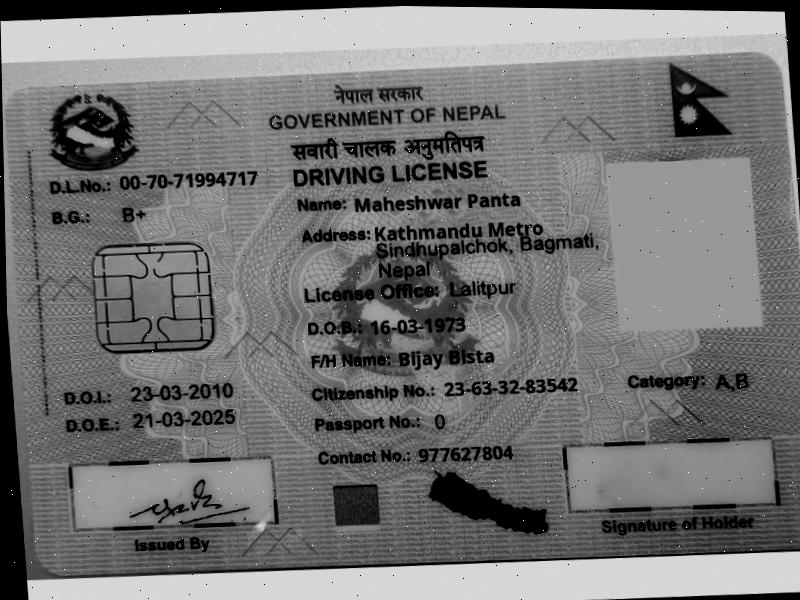 नेपाल सरकार
GOVERNMENT OF NEPAL
सवारी चालक अनुमतिपत्र
DRIVING LICENSE
D.L.No.: 00-70-71994717
B.G.: B+
Name: Maheshwar Panta
Address: Kathmandu Metro
Sindhupalchok, Bagmati,
Nepal
License Office: Lalitpur
D.O.B.: 16-03-1973
F/H Name: Bijay Bista
D.O.I.: 23-03-2010
Citizenship No.: 23-63-32-83542
Category: A,B
D.O.E.: 21-03-2025
Passport No.: 0
Contact No.: 977627804
Issued By
Signature of Holder